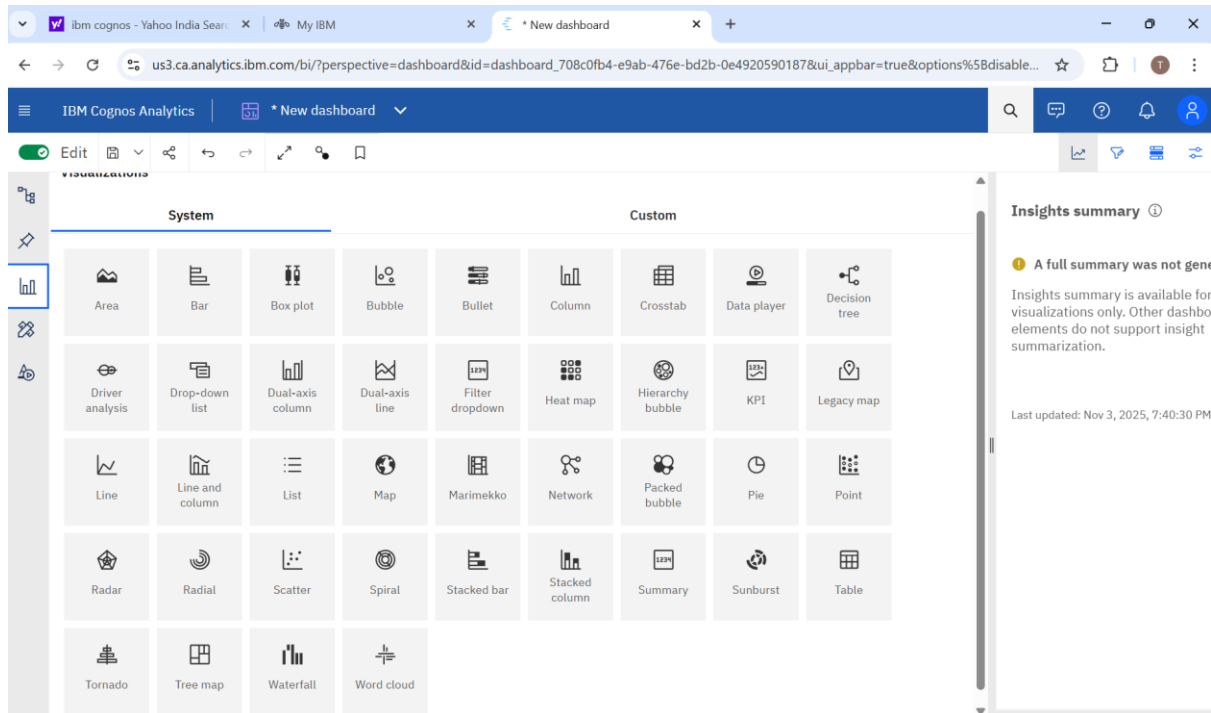 ibm cognos - Yahoo India Searc
My IBM
* New dashboard
us3.ca.analytics.ibm.com/bi/?perspective=dashboard&id=dashboard_708c0fb4-e9ab-476e-bd2b-0e4920590187&ui_appbar=true&options%5Bdisable...
T
IBM Cognos Analytics
* New dashboard
Edit
Visualizations
System
Custom
Area
Bar
Box plot
Bubble
Bullet
Column
Crosstab
Data player
Decision
tree
Driver
analysis
Drop-down
list
Dual-axis
column
Dual-axis
line
1234
Filter
dropdown
Heat map
Hierarchy
bubble
KPI
Legacy map
Line
Line and
column
List
Map
Marimekko
Network
Packed
bubble
Pie
Point
Radar
Radial
Scatter
Spiral
Stacked bar
Stacked
column
1234
Summary
Sunburst
Table
Tornado
Tree map
Waterfall
Word cloud
Insights summary
A full summary was not gene
Insights summary is available for
visualizations only. Other dashbo
elements do not support insight
summarization.
Last updated: Nov 3, 2025, 7:40:30 PM